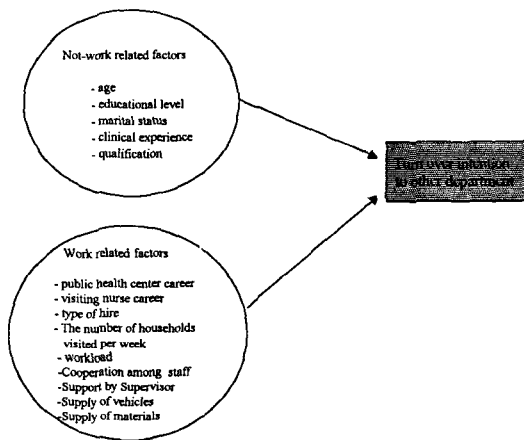 Not-work related factors
- age
- educational level
- marital status
- clinical experience
- qualification
Turn over intention
to other department
Work related factors
- public health center career
- visiting nurse career
- type of hire
- The number of households
visited per week
- workload
-Cooperation among staff
-Support by Supervisor
-Supply of vehicles
-Supply of materials